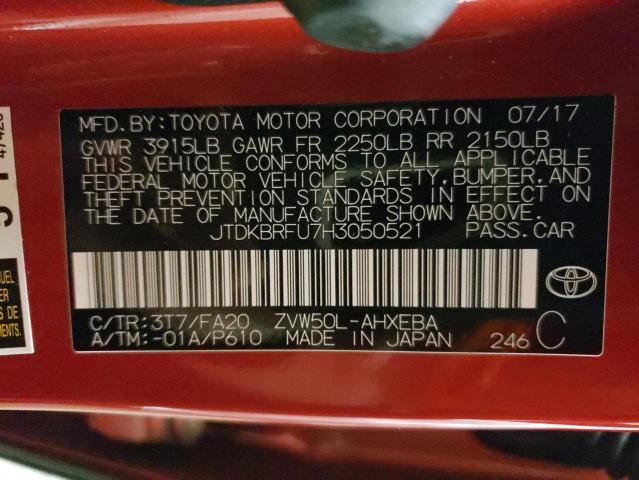 MFD.BY:TOYOTA MOTOR CORPORATION 07/17
GVWR 3915LB GAWR FR 2250LB RR 2150LB
THIS VEHICLE CONFORMS TO ALL APPLICABLE
FEDERAL MOTOR VEHICLE SAFETY,BUMPER,AND
THEFT PREVENTION STANDARDS IN EFFECT ON
THE DATE OF MANUFACTURE SHOWN ABOVE.
JTDKBRFU7H3050521 PASS.CAR
C/TR:3T7/FA20 ZVW50L-AHXEBA
A/TM:-01A/P610 MADE IN JAPAN 246 C